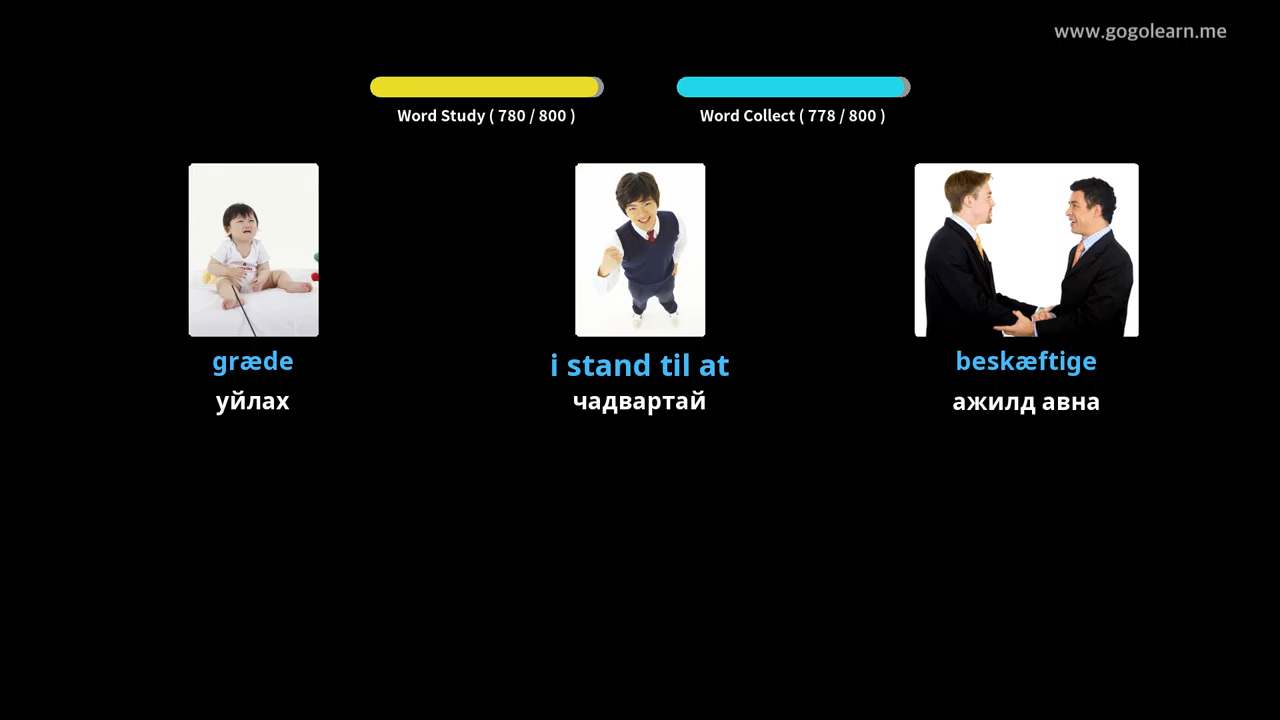 www.gogolearn.me
Word Study ( 780 / 800 )
Word Collect ( 778 / 800 )
græde
i stand til at
beskæftige
уйлах
чадвартай
ажилд авна